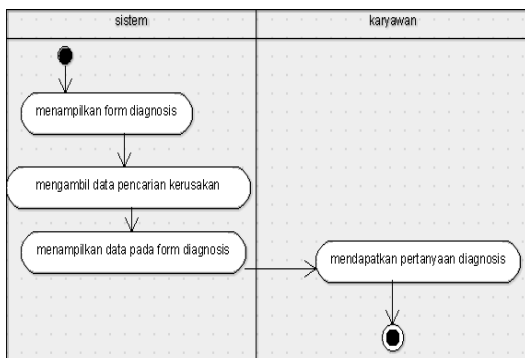 sistem
karyawan
menampilkan form diagnosis
mengambil data pencarian kerusakan
menampilkan data pada form diagnosis
mendapatkan pertanyaan diagnosis